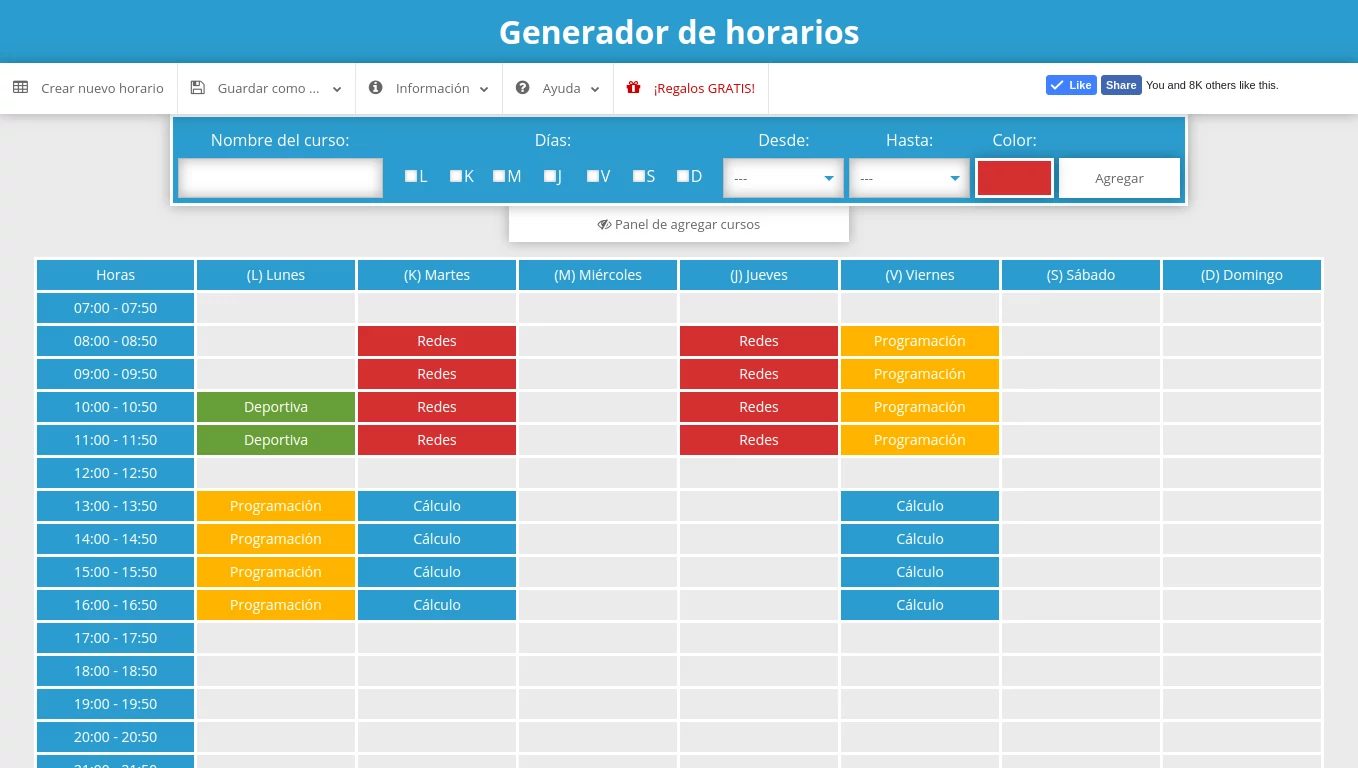 Generador de horarios
Crear nuevo horario Guardar como ... Información Ayuda ¡Regalos GRATIS! Like Share You and 8K others like this.
Nombre del curso: Días: Desde: Hasta: Color:
L K M J V S D --- --- Agregar
Panel de agregar cursos
Horas (L) Lunes (K) Martes (M) Miércoles (J) Jueves (V) Viernes (S) Sábado (D) Domingo
07:00 - 07:50
08:00 - 08:50 Redes Redes Programación
09:00 - 09:50 Redes Redes Programación
10:00 - 10:50 Deportiva Redes Redes Programación
11:00 - 11:50 Deportiva Redes Redes Programación
12:00 - 12:50
13:00 - 13:50 Programación Cálculo Cálculo
14:00 - 14:50 Programación Cálculo Cálculo
15:00 - 15:50 Programación Cálculo Cálculo
16:00 - 16:50 Programación Cálculo Cálculo
17:00 - 17:50
18:00 - 18:50
19:00 - 19:50
20:00 - 20:50